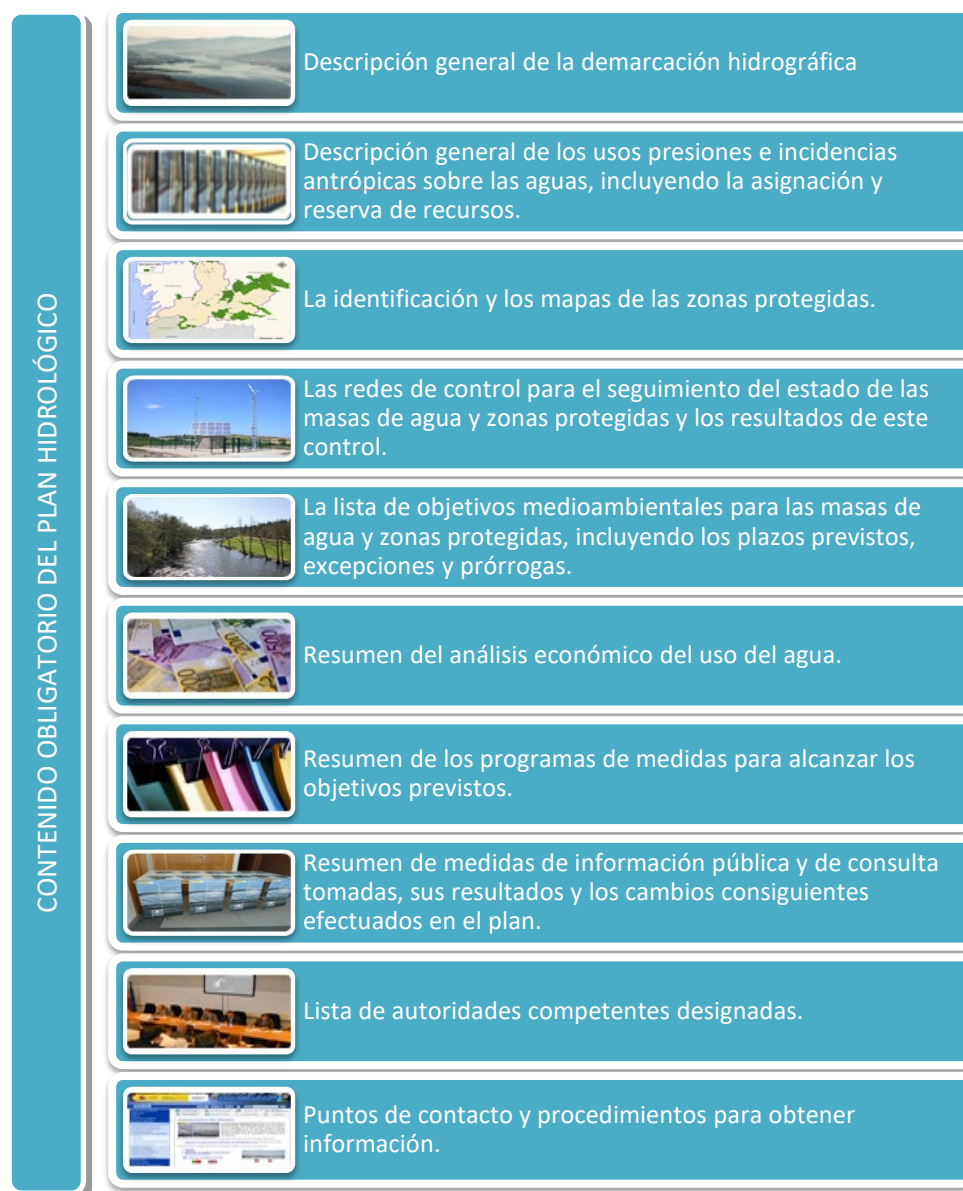 CONTENIDO OBLIGATORIO DEL PLAN HIDROLÓGICO
Descripción general de la demarcación hidrográfica
Descripción general de los usos presiones e incidencias
antrópicas sobre las aguas, incluyendo la asignación y
reserva de recursos.
La identificación y los mapas de las zonas protegidas.
Las redes de control para el seguimiento del estado de las
masas de agua y zonas protegidas y los resultados de este
control.
La lista de objetivos medioambientales para las masas de
agua y zonas protegidas, incluyendo los plazos previstos,
excepciones y prórrogas.
Resumen del análisis económico del uso del agua.
Resumen de los programas de medidas para alcanzar los
objetivos previstos.
Resumen de medidas de información pública y de consulta
tomadas, sus resultados y los cambios consiguientes
efectuados en el plan.
Lista de autoridades competentes designadas.
Puntos de contacto y procedimientos para obtener
información.